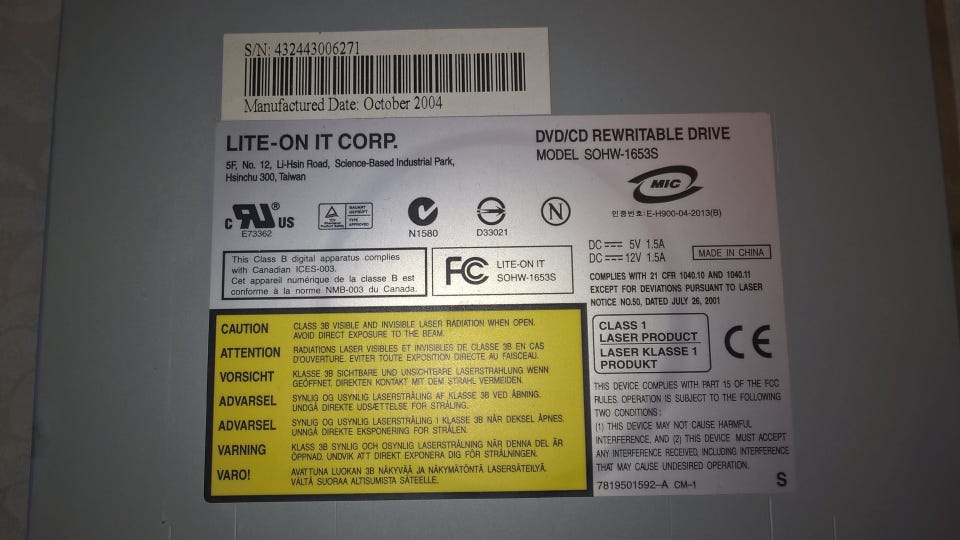 S/N: 432443006271
Manufactured Date: October 2004
LITE-ON IT CORP.
5F, No. 12, Li-Hsin Road, Science-Based Industrial Park,
Hsinchu 300, Taiwan
DVD/CD REWRITABLE DRIVE
MODEL SOHW-1653S
MIC
인증번호: E-H900-04-2013(B)
c RU ® US
E73362
BAUART
GEPRÜFT
TYPE
APPROVED
N1580
D33021
N
DC 5V 1.5A
DC 12V 1.5A
MADE IN CHINA
This Class B digital apparatus complies
with Canadian ICES-003.
Cet appareil numérique de la classe B est
conforme à la norme NMB-003 du Canada.
FC LITE-ON IT
SOHW-1653S
COMPLIES WITH 21 CFR 1040.10 AND 1040.11
EXCEPT FOR DEVIATIONS PURSUANT TO LASER
NOTICE NO.50, DATED JULY 26, 2001
CLASS 1
LASER PRODUCT
LASER KLASSE 1
PRODUKT
CE
CAUTION CLASS 3B VISIBLE AND INVISIBLE LASER RADIATION WHEN OPEN.
AVOID DIRECT EXPOSURE TO THE BEAM.
ATTENTION RADIATIONS LASER VISIBLES ET INVISIBLES DE CLASSE 3B EN CAS
D'OUVERTURE. EVITER TOUTE EXPOSITION DIRECTE AU FAISCEAU.
VORSICHT KLASSE 3B SICHTBARE UND UNSICHTBARE LASERSTRAHLUNG WENN
GEÖFFNET. DIREKTEN KONTAKT MIT DEM STRAHL VERMEIDEN.
ADVARSEL SYNLIG OG USYNLIG LASERSTRÅLING AF KLASSE 3B VED ÅBNING.
UNDGÅ DIREKTE UDSÆTTELSE FOR STRÅLING.
ADVARSEL SYNLIG OG USYNLIG LASERSTRÅLING I KLASSE 3B NÅR DEKSEL ÅPNES.
UNNGÅ DIREKTE EKSPONERING FOR STRÅLEN.
VARNING KLASS 3B SYNLIG OCH OSYNLIG LASERSTRÅLNING NÄR DENNA DEL ÄR
ÖPPNAD. UNDVIK ATT DIREKT EXPONERA DIG FÖR STRÅLNINGEN.
VARO! AVATTUNA LUOKAN 3B NÄKYVÄÄ JA NÄKYMÄTÖNTÄ LASERSÄTEILYÄ.
VÄLTÄ SUORAA ALTISUMISTA SÄTEELLE.
THIS DEVICE COMPLIES WITH PART 15 OF THE FCC
RULES. OPERATION IS SUBJECT TO THE FOLLOWING
TWO CONDITIONS:
(1) THIS DEVICE MAY NOT CAUSE HARMFUL
INTERFERENCE, AND (2) THIS DEVICE MUST ACCEPT
ANY INTERFERENCE RECEIVED, INCLUDING INTERFERENCE
THAT MAY CAUSE UNDESIRED OPERATION.
7819501592-A CM-1 S